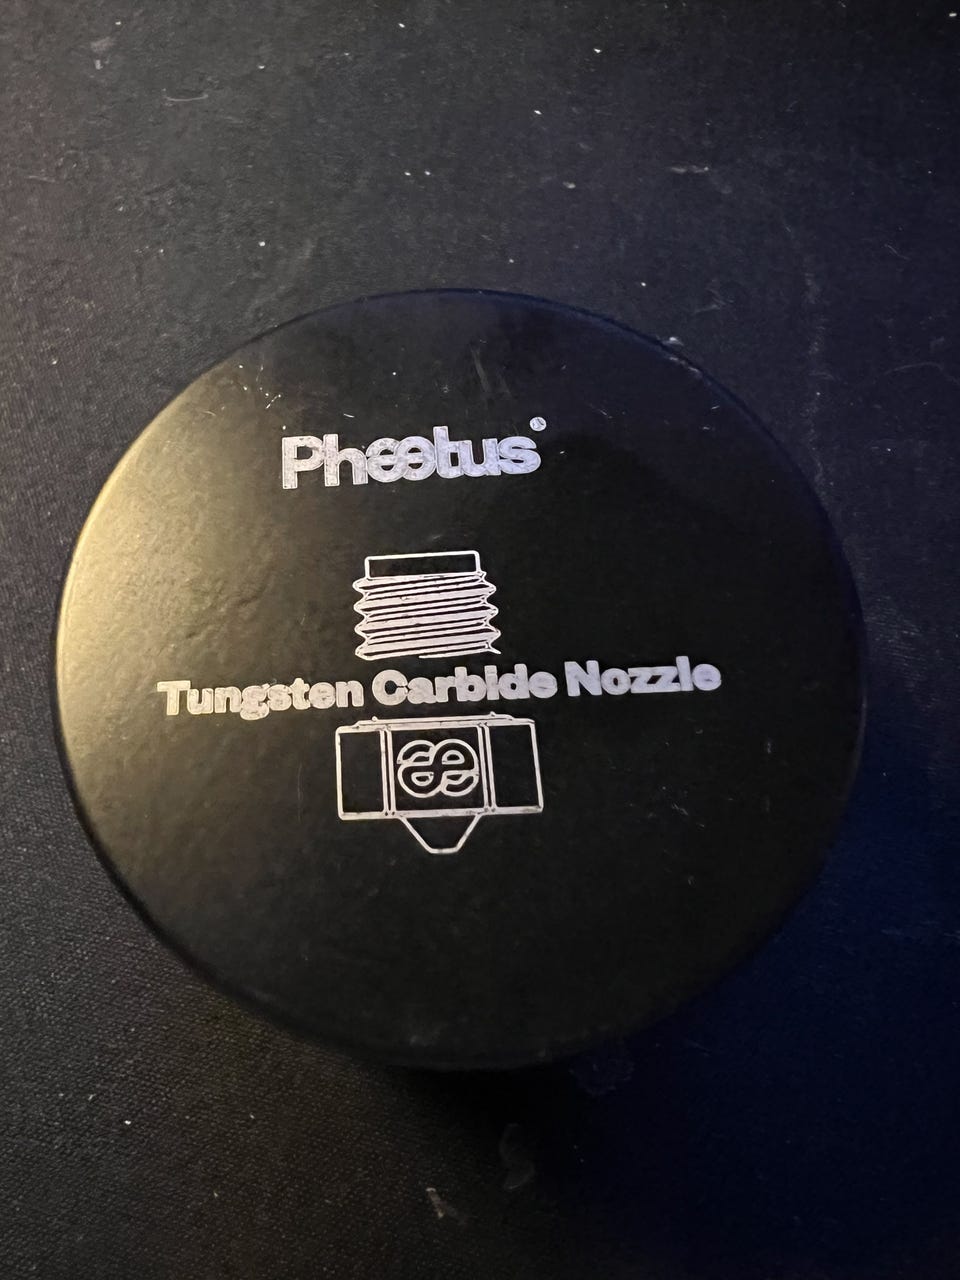 Phaetus®
Tungsten Carbide Nozzle
æ